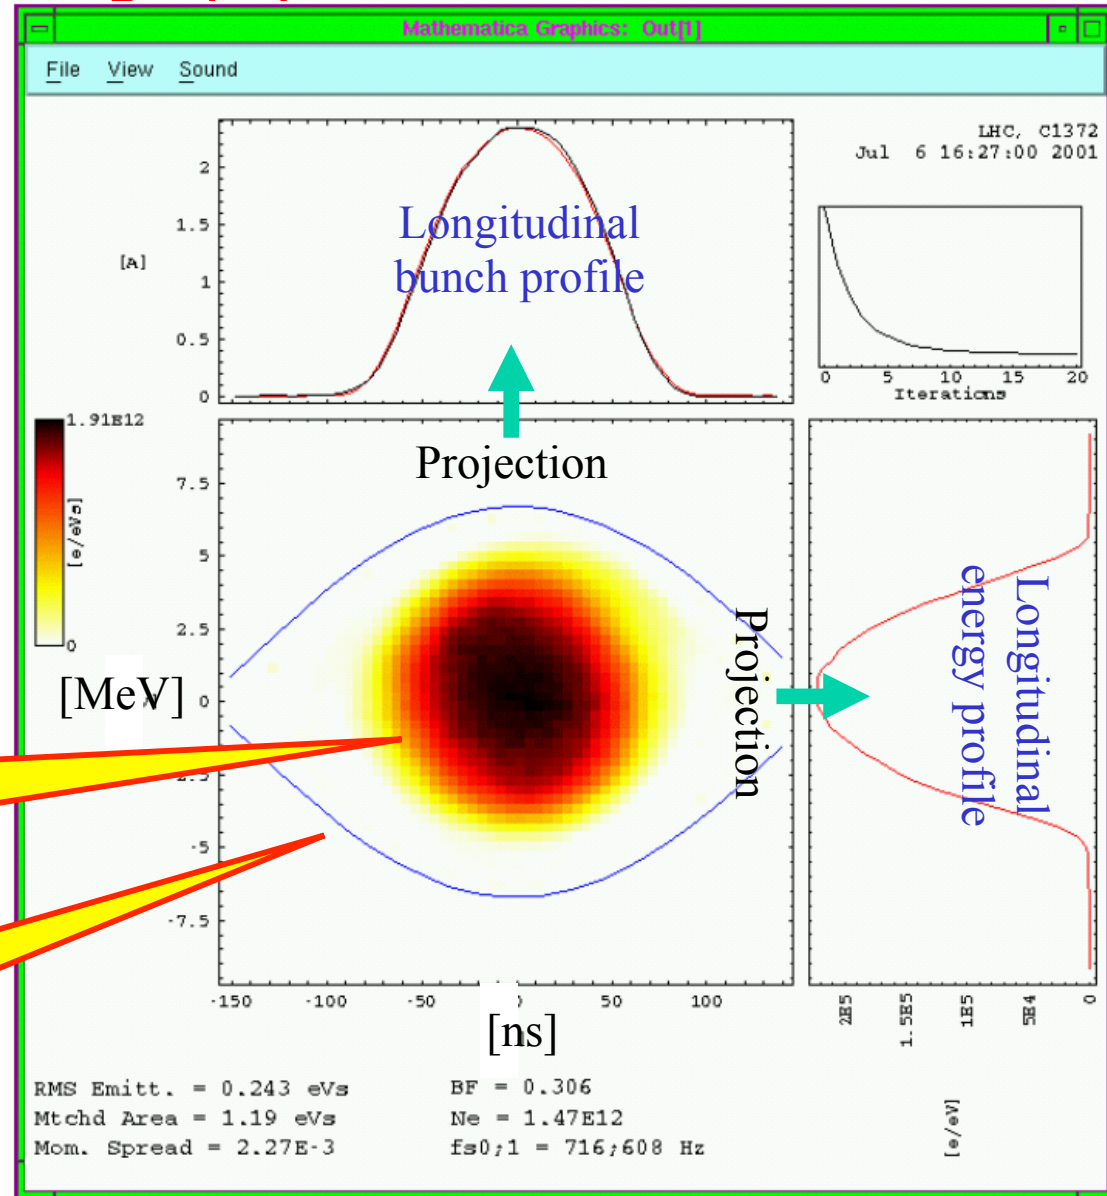 Mathematica Graphics: Out[1]
File View Sound
LHC, C1372
Jul 6 16:27:00 2001
2
1.5
1
0.5
0
[A]
Longitudinal
bunch profile
0 5 10 15 20
Iterations
1.91E12
[e/eVs]
0
Projection
7.5
5
2.5
0
-5
-7.5
[MeV]
Projection
Longitudinal
energy profile
-150 -100 -50 0 50 100
[ns]
2E5 1.5E5 1E5 5E4 0
[e/eV]
RMS Emitt. = 0.243 eVs
Mtchd Area = 1.19 eVs
Mom. Spread = 2.27E-3
BF = 0.306
Ne = 1.47E12
fs0;1 = 716;608 Hz